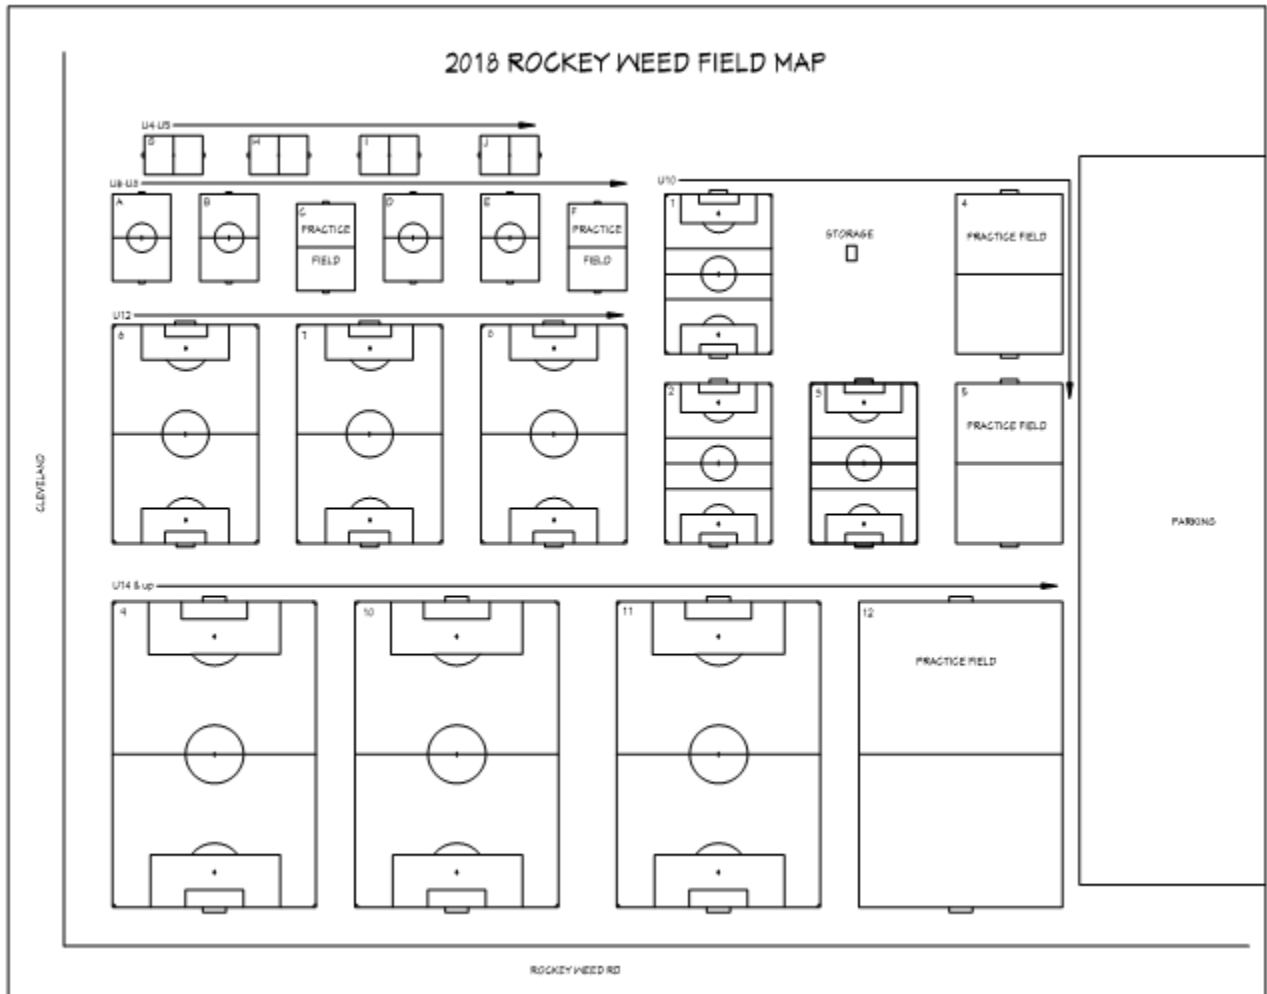 2018 ROCKEY WEED FIELD MAP
U4-U5
G
H
I
J
U6-U8
A
B
C
PRACTICE
FIELD
D
E
F
PRACTICE
FIELD
U10
1
STORAGE
4
PRACTICE FIELD
U12
6
7
8
2
3
5
PRACTICE FIELD
CLEVELAND
PARKING
U14 & up
9
10
11
12
PRACTICE FIELD
ROCKEY WEED RD